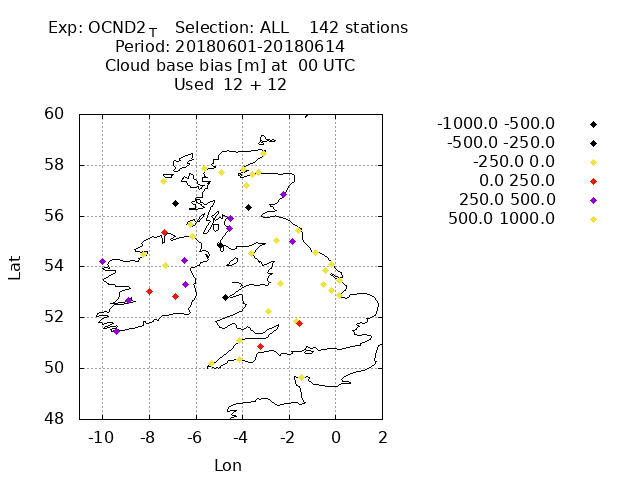 Exp: OCND2T Selection: ALL 142 stations
Period: 20180601-20180614
Cloud base bias [m] at 00 UTC
Used 12 + 12
60
58
56
54
52
50
48
Lat
-10 -8 -6 -4 -2 0 2
Lon
-1000.0 -500.0
-500.0 -250.0
-250.0 0.0
0.0 250.0
250.0 500.0
500.0 1000.0